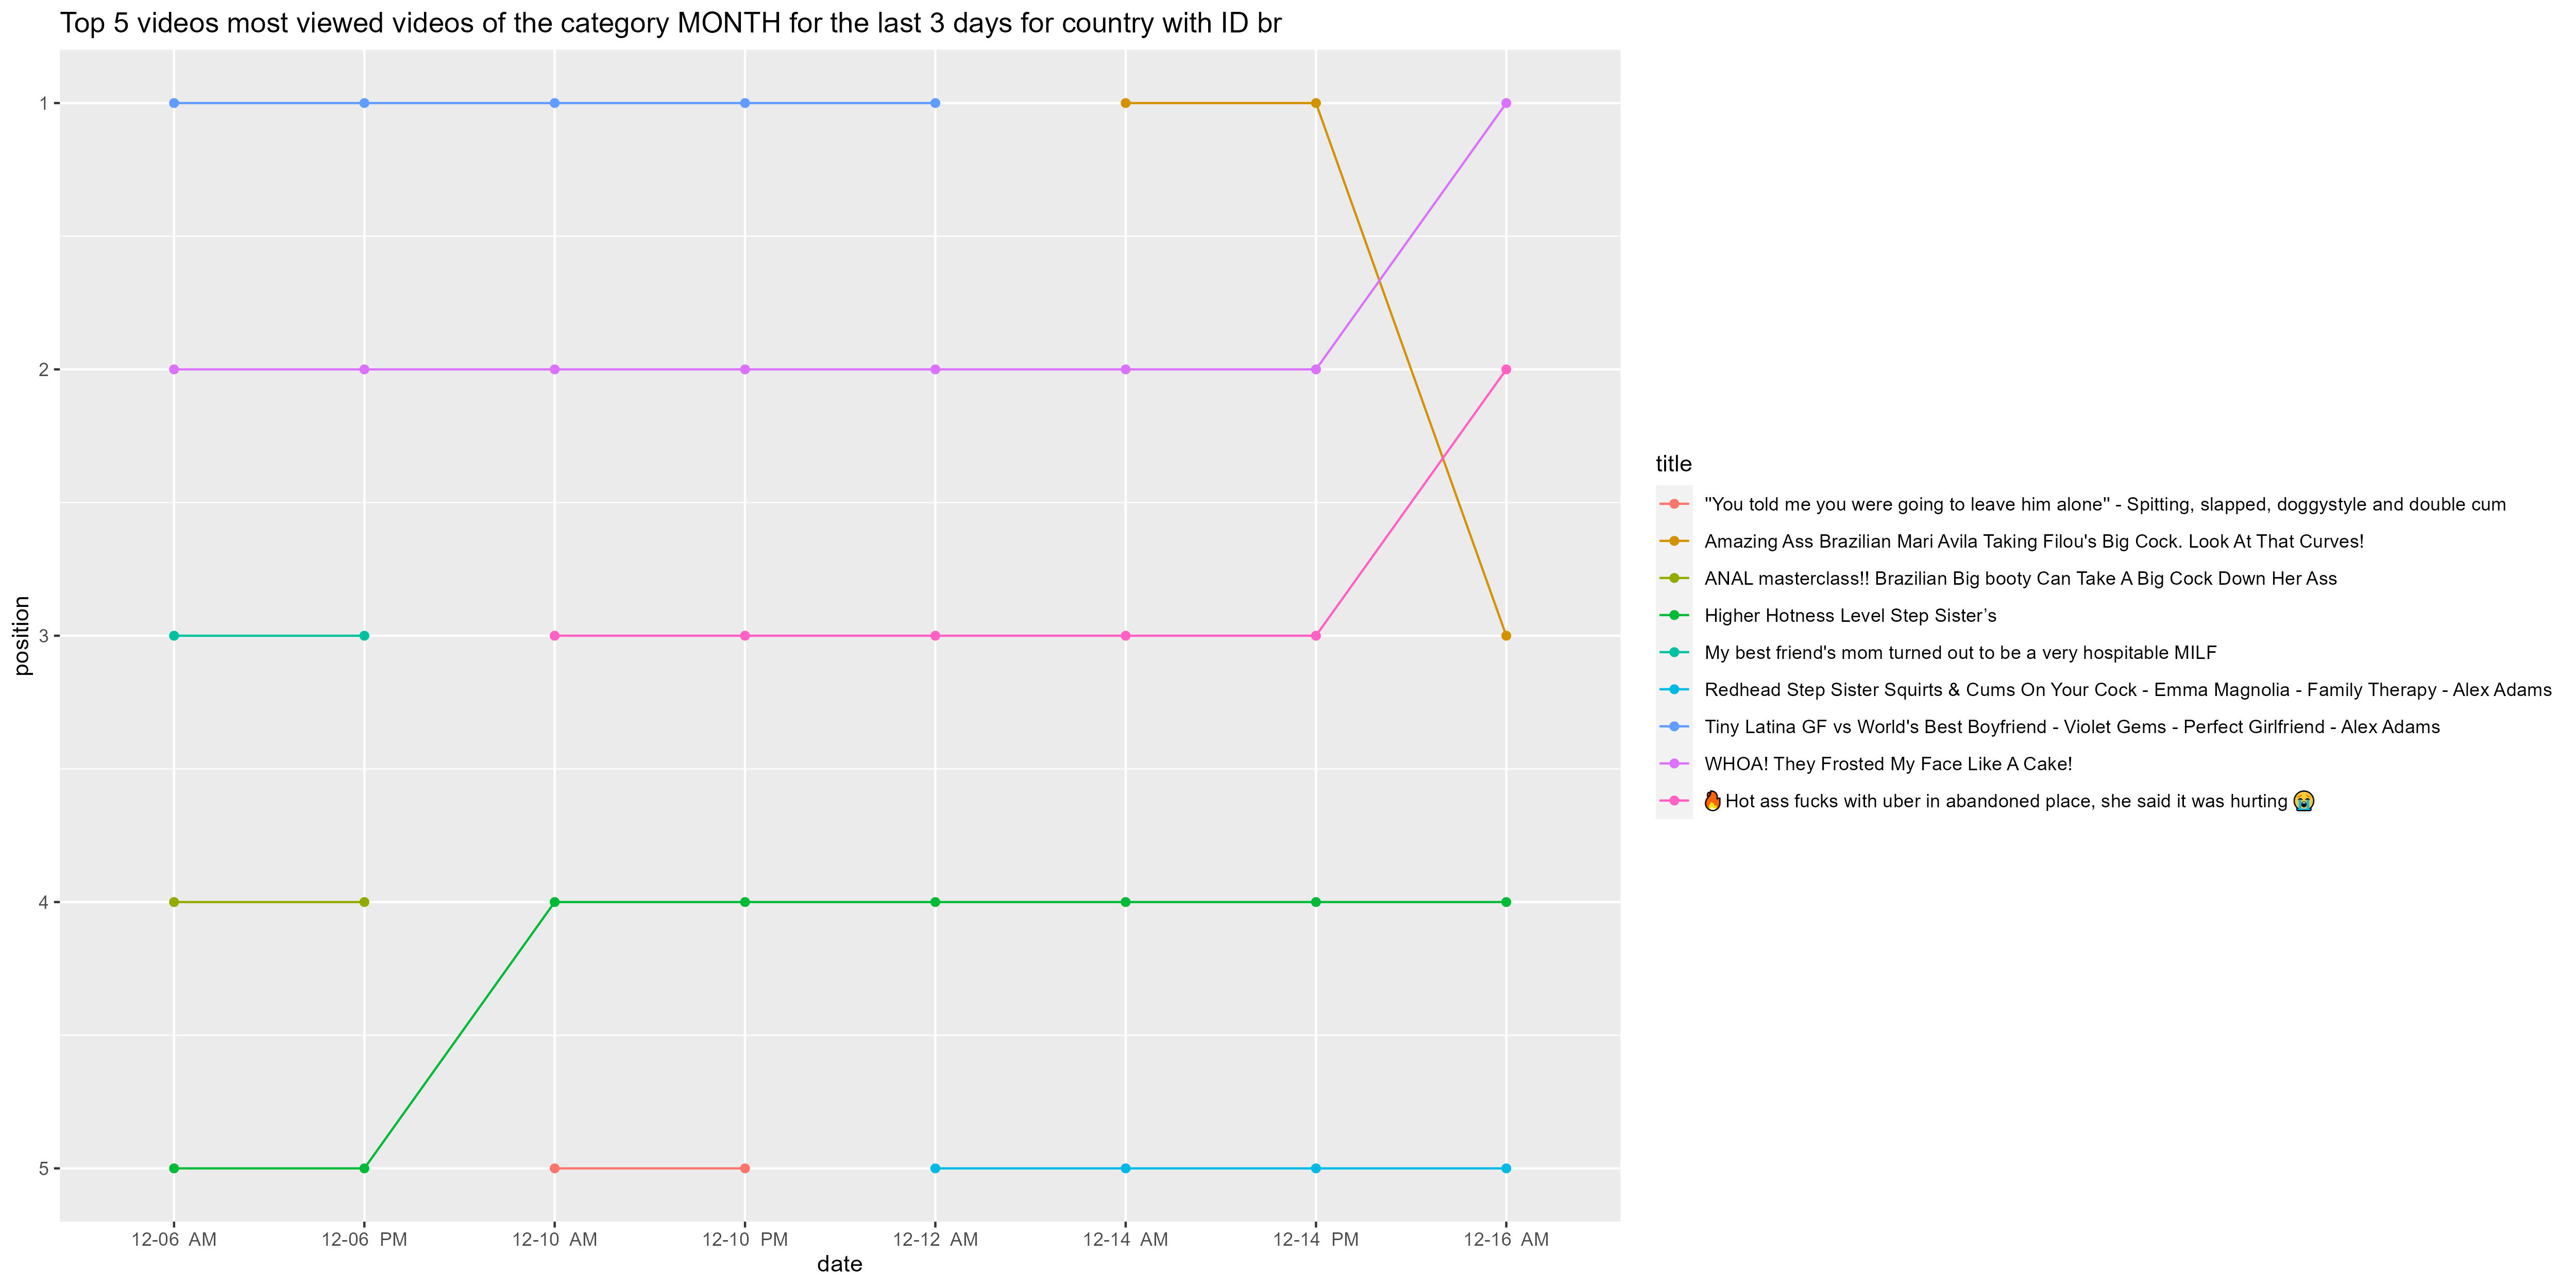 Top 5 videos most viewed videos of the category MONTH for the last 3 days for country with ID br
position
1
2
3
4
5
12-06 AM
12-06 PM
12-10 AM
12-10 PM
12-12 AM
12-14 AM
12-14 PM
12-16 AM
date
title
"You told me you were going to leave him alone" - Spitting, slapped, doggystyle and double cum
Amazing Ass Brazilian Mari Avila Taking Filou's Big Cock. Look At That Curves!
ANAL masterclass!! Brazilian Big booty Can Take A Big Cock Down Her Ass
Higher Hotness Level Step Sister’s
My best friend's mom turned out to be a very hospitable MILF
Redhead Step Sister Squirts & Cums On Your Cock - Emma Magnolia - Family Therapy - Alex Adams
Tiny Latina GF vs World's Best Boyfriend - Violet Gems - Perfect Girlfriend - Alex Adams
WHOA! They Frosted My Face Like A Cake!
🔥Hot ass fucks with uber in abandoned place, she said it was hurting 😭